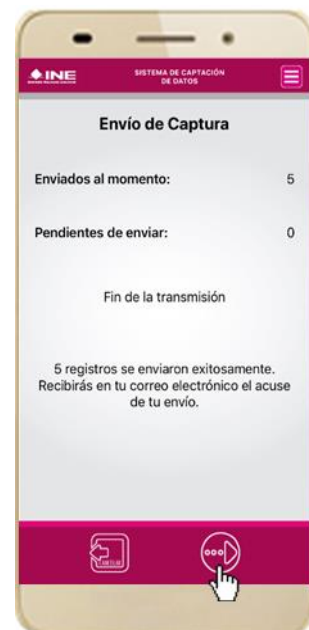 INE
SISTEMA DE CAPTACIÓN
DE DATOS
Envío de Captura
Enviados al momento: 5
Pendientes de enviar: 0
Fin de la transmisión
5 registros se enviaron exitosamente.
Recibirás en tu correo electrónico el acuse
de tu envío.